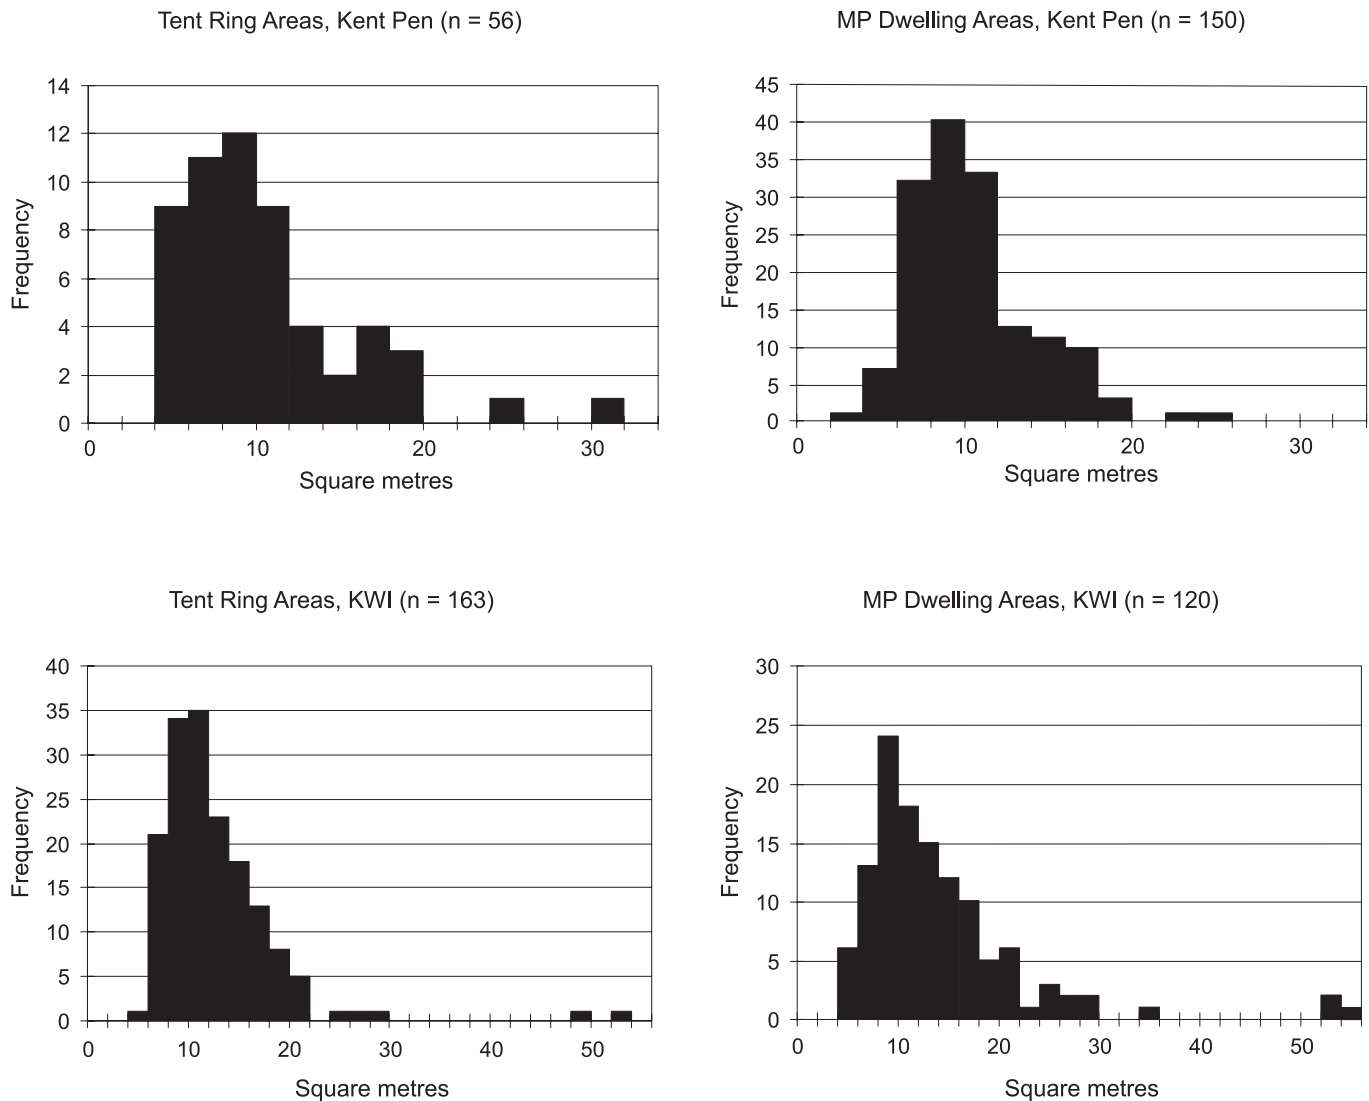 Tent Ring Areas, Kent Pen (n = 56)
14
12
10
8
6
4
2
0
Frequency
0 10 20 30
Square metres
MP Dwelling Areas, Kent Pen (n = 150)
45
40
35
30
25
20
15
10
5
0
Frequency
0 10 20 30
Square metres
Tent Ring Areas, KWI (n = 163)
40
35
30
25
20
15
10
5
0
Frequency
0 10 20 30 40 50
Square metres
MP Dwelling Areas, KWI (n = 120)
30
25
20
15
10
5
0
Frequency
0 10 20 30 40 50
Square metres